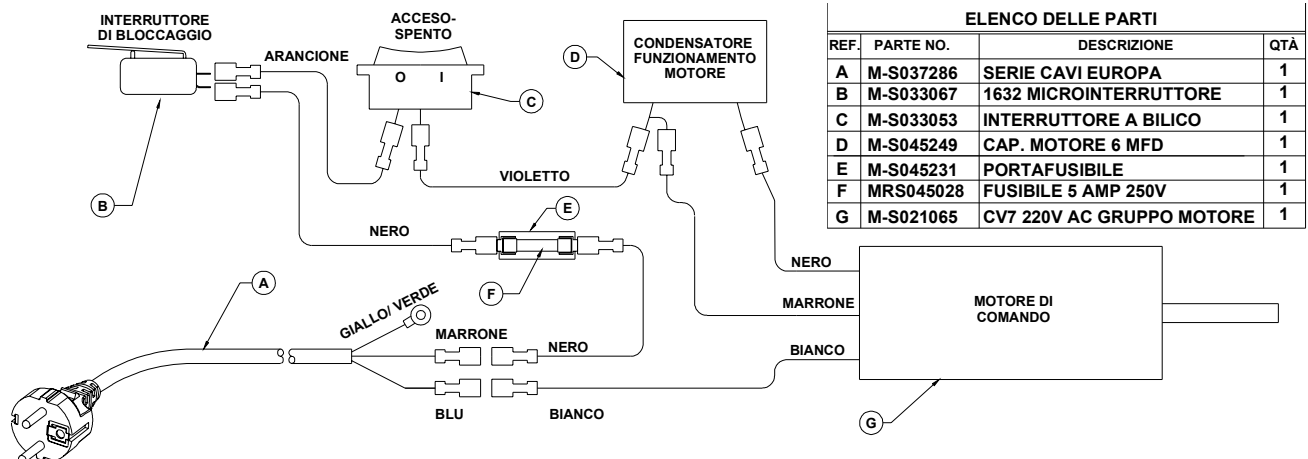 INTERRUTTORE
DI BLOCCAGGIO
ARANCIONE
ACCESO-
SPENTO
O I
C
B
D
CONDENSATORE
FUNZIONAMENTO
MOTORE
VIOLETTO
NERO
E
F
A
GIALLO/ VERDE
MARRONE
NERO
BLU
BIANCO
NERO
MARRONE
BIANCO
MOTORE DI
COMANDO
G
ELENCO DELLE PARTI
REF. PARTE NO. DESCRIZIONE QTÀ
A M-S037286 SERIE CAVI EUROPA 1
B M-S033067 1632 MICROINTERRUTTORE 1
C M-S033053 INTERRUTTORE A BILICO 1
D M-S045249 CAP. MOTORE 6 MFD 1
E M-S045231 PORTAFUSIBILE 1
F MRS045028 FUSIBILE 5 AMP 250V 1
G M-S021065 CV7 220V AC GRUPPO MOTORE 1